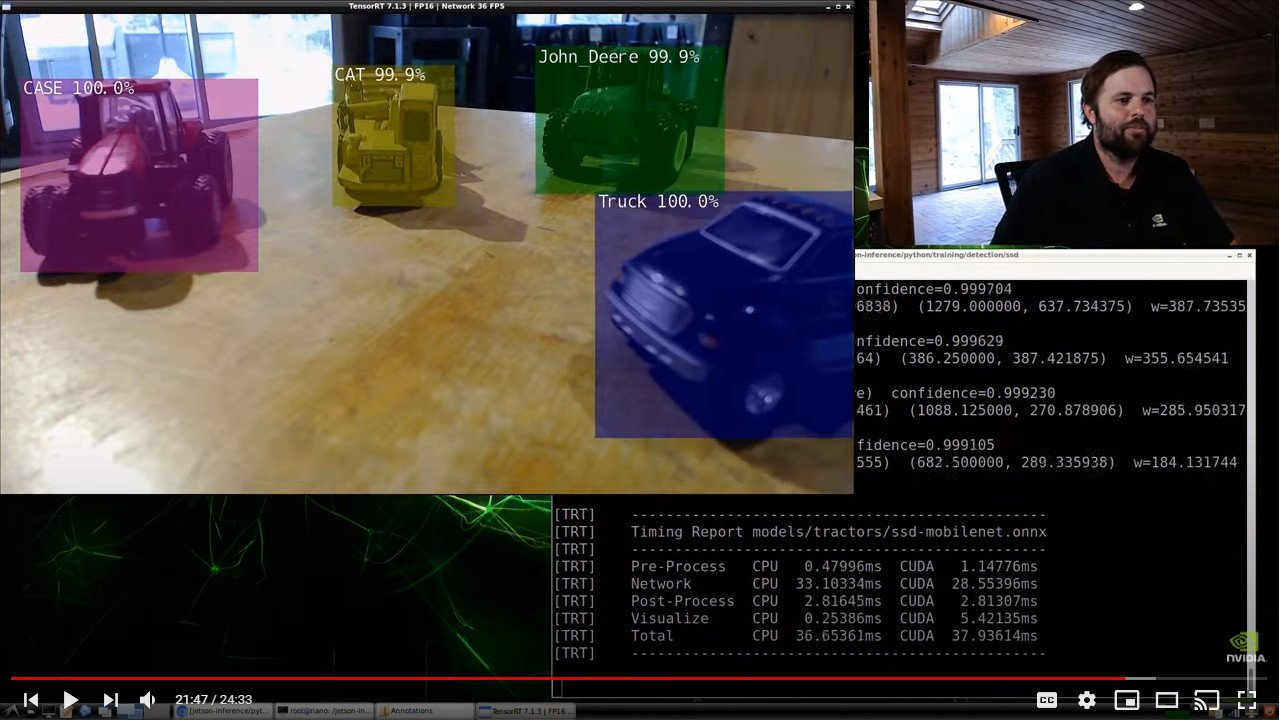 TensorRT 7.1.3 | FP16 | Network 36 FPS
CASE 100.0%
CAT 99.9%
John_Deere 99.9%
Truck 100.0%
on-inference/python/training/detection/ssd
onfidence=0.999704
6838) (1279.000000, 637.734375) w=387.73535
nfidence=0.999629
64) (386.250000, 387.421875) w=355.654541
e) confidence=0.999230
461) (1088.125000, 270.878906) w=285.950317
fidence=0.999105
555) (682.500000, 289.335938) w=184.131744
[TRT] ------------------------------------------------
[TRT] Timing Report models/tractors/ssd-mobilenet.onnx
[TRT] ------------------------------------------------
[TRT] Pre-Process CPU 0.47996ms CUDA 1.14776ms
[TRT] Network CPU 33.10334ms CUDA 28.55396ms
[TRT] Post-Process CPU 2.81645ms CUDA 2.81307ms
[TRT] Visualize CPU 0.25386ms CUDA 5.42135ms
[TRT] Total CPU 36.65361ms CUDA 37.93614ms
[TRT] ------------------------------------------------
NVIDIA.
21:47 / 24:33
CC
[jetson-inference/pyt...
root@nano: /jetson-in...
Annotations
TensorRT 7.1.3 | FP16 ...